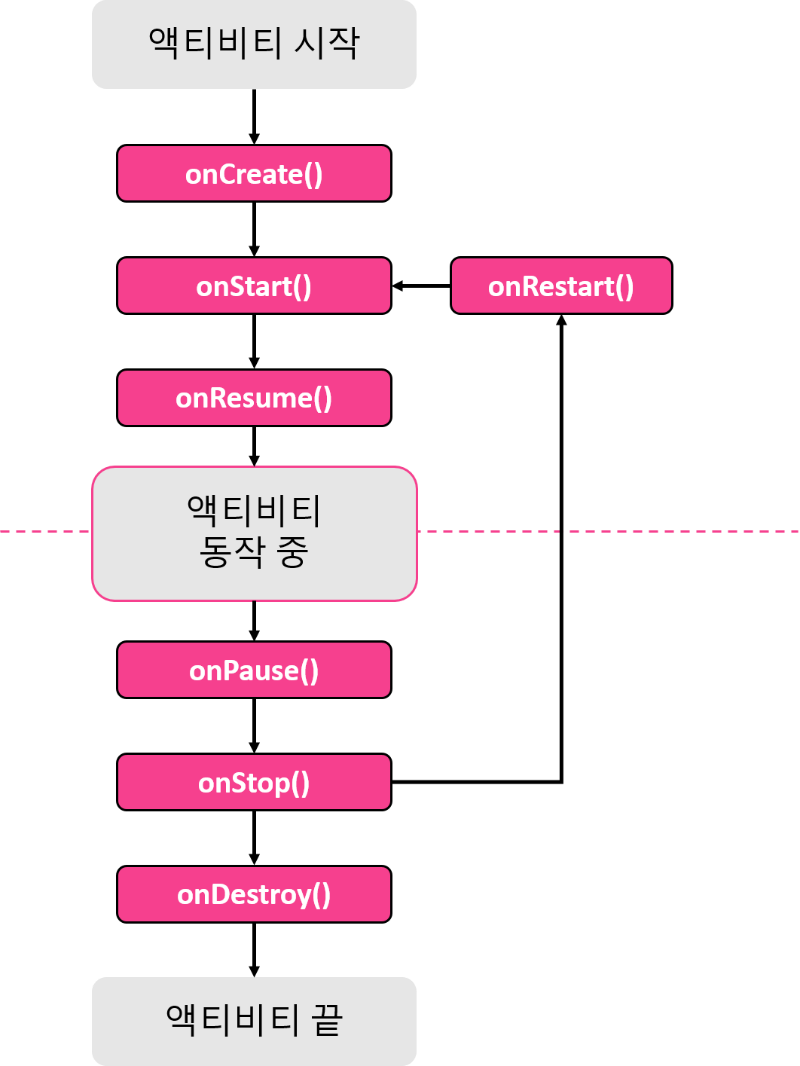 액티비티 시작
onCreate()
onStart()
onRestart()
onResume()
액티비티
동작 중
onPause()
onStop()
onDestroy()
액티비티 끝